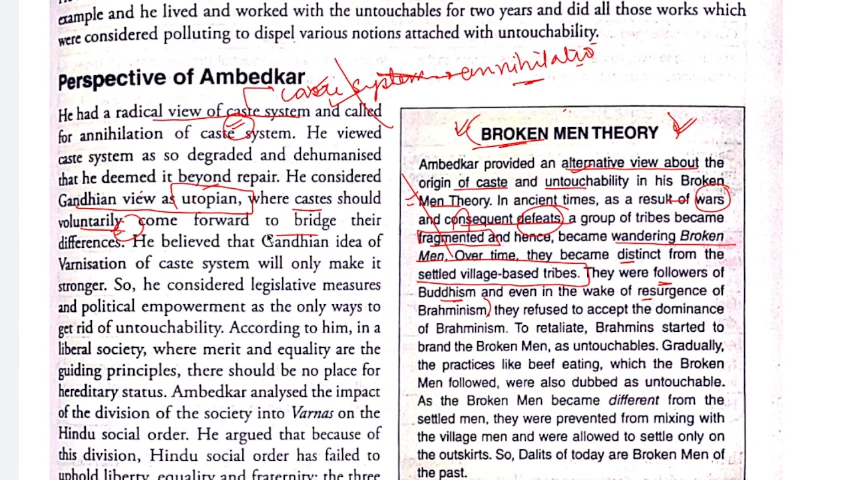 example and he lived and worked with the untouchables for two years and did all those works which
were considered polluting to dispel various notions attached with untouchability.
Perspective of Ambedkar
caste system → annihilatio
He had a radical view of caste system and called
for annihilation of caste system. He viewed
caste system as so degraded and dehumanised
that he deemed it beyond repair. He considered
Gandhian view as utopian, where castes should
voluntarily come forward to bridge their
differences. He believed that Gandhian idea of
Varnisation of caste system will only make it
stronger. So, he considered legislative measures
and political empowerment as the only ways to
get rid of untouchability. According to him, in a
liberal society, where merit and equality are the
guiding principles, there should be no place for
hereditary status. Ambedkar analysed the impact
of the division of the society into Varnas on the
Hindu social order. He argued that because of
this division, Hindu social order has failed to
uphold liberty, equality and fraternity: the three
BROKEN MEN THEORY
Ambedkar provided an alternative view about the
origin of caste and untouchability in his Broken
Men Theory. In ancient times, as a result of wars
and consequent defeats, a group of tribes became
fragmented and hence, became wandering Broken
Men. Over time, they became distinct from the
settled village-based tribes. They were followers of
Buddhism and even in the wake of resurgence of
Brahminism, they refused to accept the dominance
of Brahminism. To retaliate, Brahmins started to
brand the Broken Men, as untouchables. Gradually,
the practices like beef eating, which the Broken
Men followed, were also dubbed as untouchable.
As the Broken Men became different from the
settled men, they were prevented from mixing with
the village men and were allowed to settle only on
the outskirts. So, Dalits of today are Broken Men of
the past.